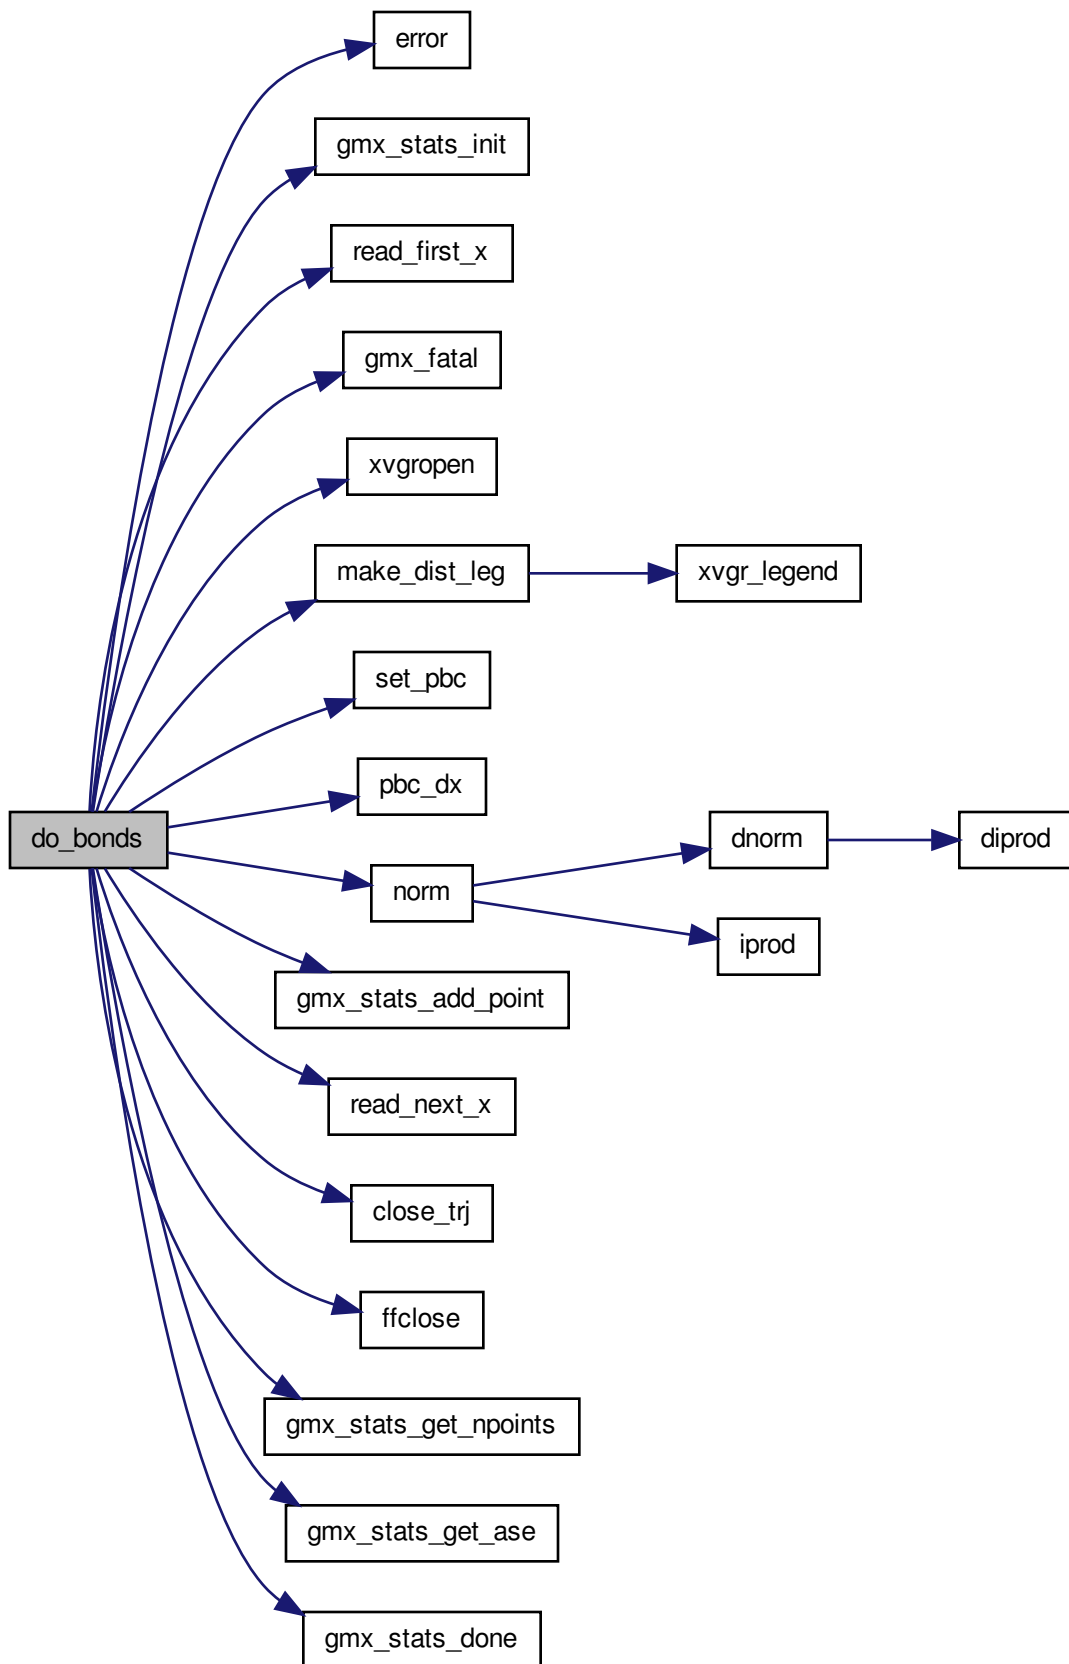 error
gmx_stats_init
read_first_x
gmx_fatal
xvgropen
make_dist_leg
xvgr_legend
set_pbc
pbc_dx
do_bonds
dnorm
diprod
norm
iprod
gmx_stats_add_point
read_next_x
close_trj
ffclose
gmx_stats_get_npoints
gmx_stats_get_ase
gmx_stats_done